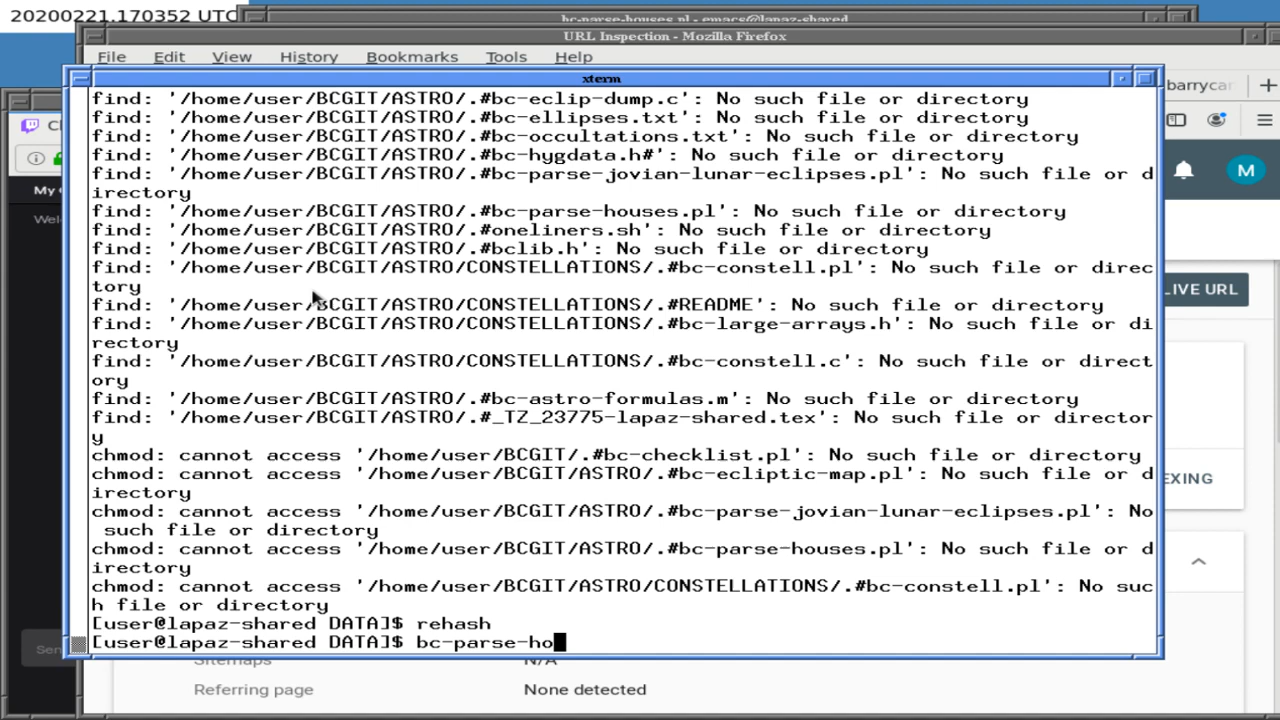 20200221.170352 UTC
bc-parse-houses.pl - emacs@lapaz-shared
URL Inspection - Mozilla Firefox
File Edit View History Bookmarks Tools Help
xterm
find: '/home/user/BCGIT/ASTRO/.#bc-eclip-dump.c': No such file or directory
find: '/home/user/BCGIT/ASTRO/.#bc-ellipses.txt': No such file or directory
find: '/home/user/BCGIT/ASTRO/.#bc-occultations.txt': No such file or directory
find: '/home/user/BCGIT/ASTRO/.#bc-hygdata.h#': No such file or directory
find: '/home/user/BCGIT/ASTRO/.#bc-parse-jovian-lunar-eclipses.pl': No such file or d
irectory
find: '/home/user/BCGIT/ASTRO/.#bc-parse-houses.pl': No such file or directory
find: '/home/user/BCGIT/ASTRO/.#oneliners.sh': No such file or directory
find: '/home/user/BCGIT/ASTRO/.#bclib.h': No such file or directory
find: '/home/user/BCGIT/ASTRO/CONSTELLATIONS/.#bc-constell.pl': No such file or direc
tory
find: '/home/user/BCGIT/ASTRO/CONSTELLATIONS/.#README': No such file or directory
find: '/home/user/BCGIT/ASTRO/CONSTELLATIONS/.#bc-large-arrays.h': No such file or di
rectory
find: '/home/user/BCGIT/ASTRO/CONSTELLATIONS/.#bc-constell.c': No such file or direct
ory
find: '/home/user/BCGIT/ASTRO/.#bc-astro-formulas.m': No such file or directory
find: '/home/user/BCGIT/ASTRO/.#_TZ_23775-lapaz-shared.tex': No such file or director
y
chmod: cannot access '/home/user/BCGIT/.#bc-checklist.pl': No such file or directory
chmod: cannot access '/home/user/BCGIT/ASTRO/.#bc-ecliptic-map.pl': No such file or d
irectory
chmod: cannot access '/home/user/BCGIT/ASTRO/.#bc-parse-jovian-lunar-eclipses.pl': No
 such file or directory
chmod: cannot access '/home/user/BCGIT/ASTRO/.#bc-parse-houses.pl': No such file or d
irectory
chmod: cannot access '/home/user/BCGIT/ASTRO/CONSTELLATIONS/.#bc-constell.pl': No suc
h file or directory
[user@lapaz-shared DATA]$ rehash
[user@lapaz-shared DATA]$ bc-parse-ho
barrycar
M
LIVE URL
EXING
Ch
My
Wel
Sen
Sitemaps N/A
Referring page None detected